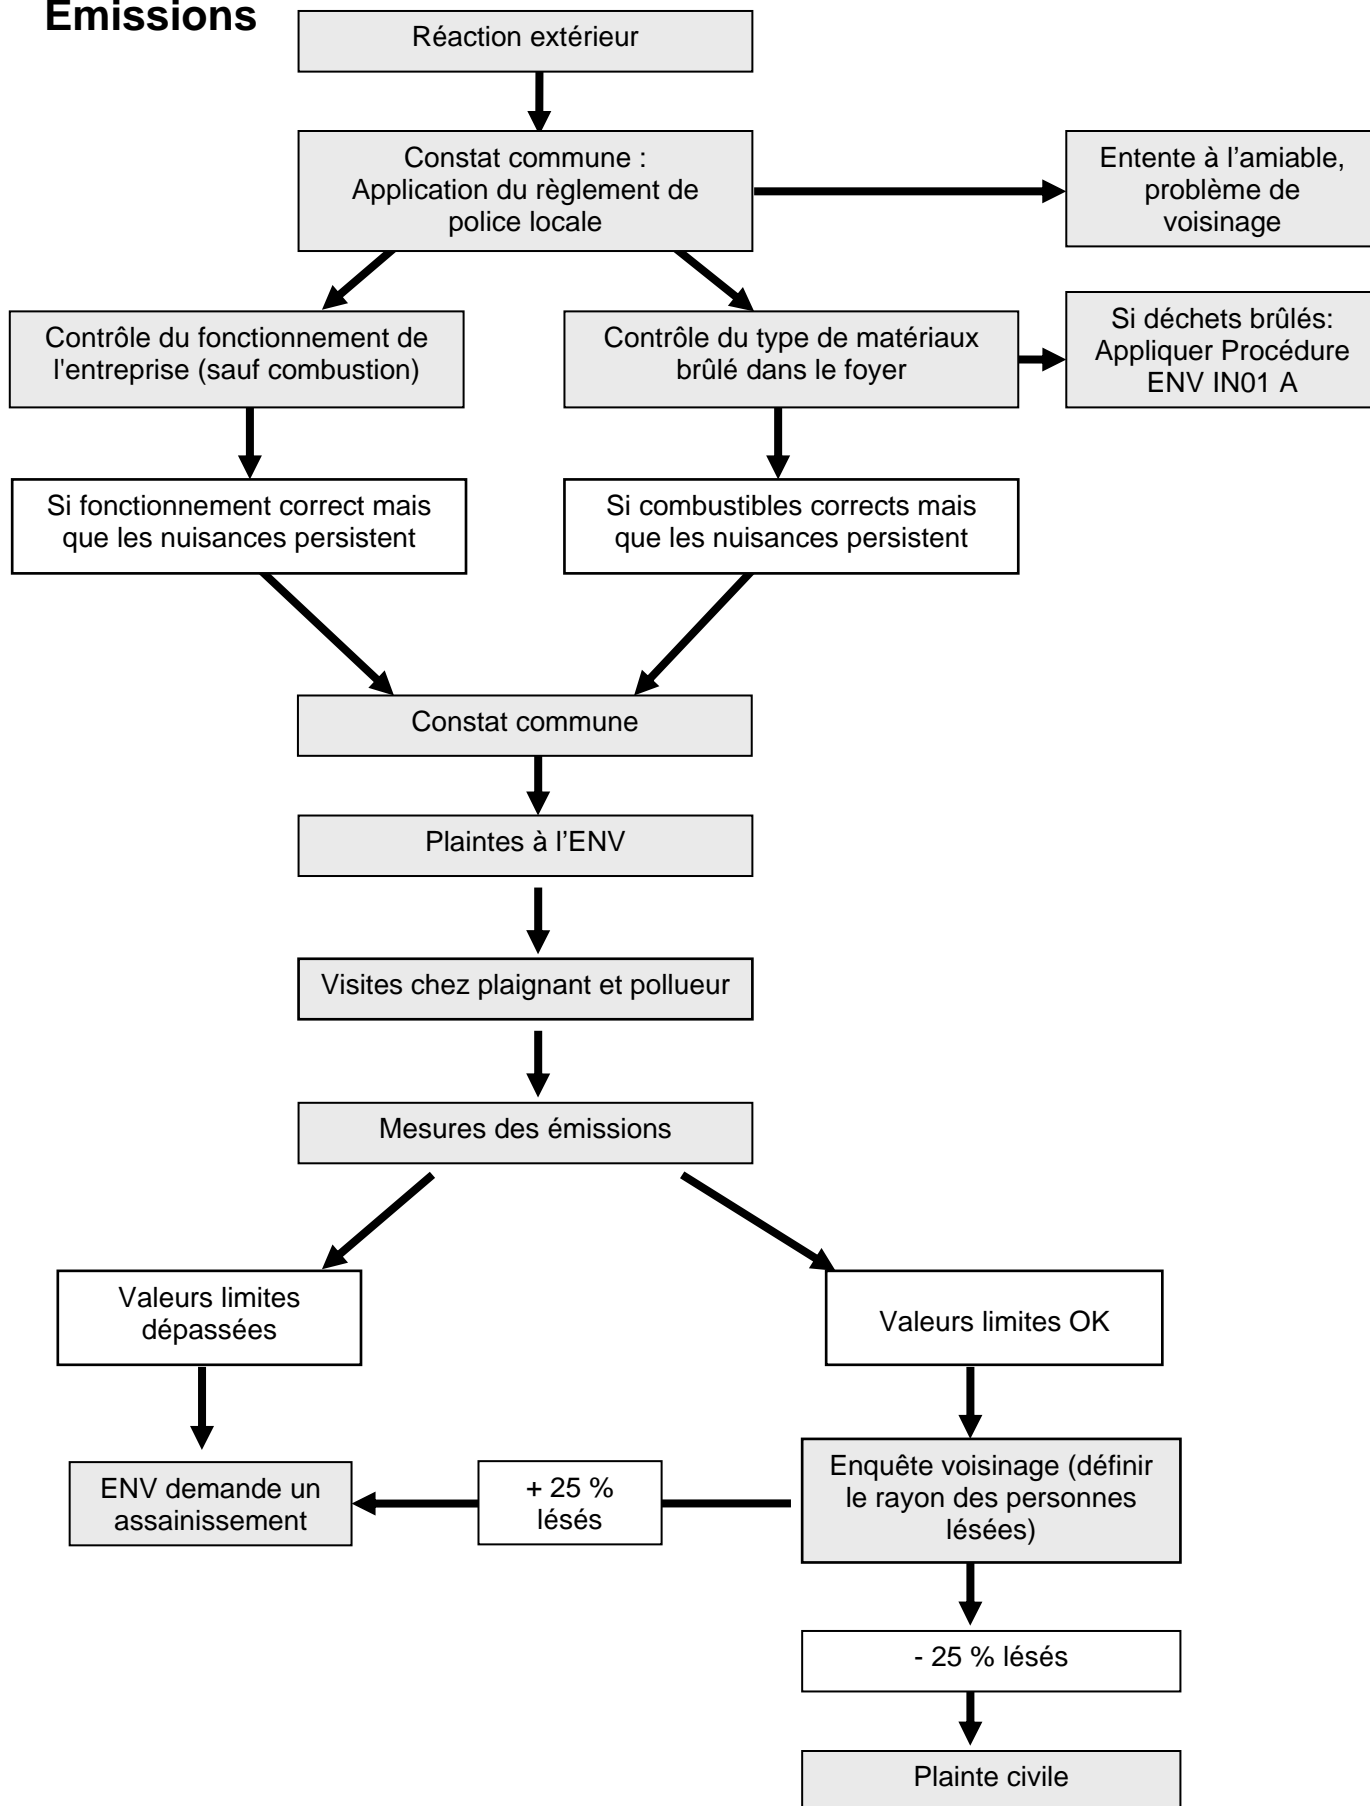 Emissions
Réaction extérieur
Constat commune :
Application du règlement de
police locale
Entente à l’amiable,
problème de
voisinage
Contrôle du fonctionnement de
l'entreprise (sauf combustion)
Contrôle du type de matériaux
brûlé dans le foyer
Si déchets brûlés:
Appliquer Procédure
ENV IN01 A
Si fonctionnement correct mais
que les nuisances persistent
Si combustibles corrects mais
que les nuisances persistent
Constat commune
Plaintes à l’ENV
Visites chez plaignant et pollueur
Mesures des émissions
Valeurs limites
dépassées
Valeurs limites OK
ENV demande un
assainissement
+ 25 %
lésés
Enquête voisinage (définir
le rayon des personnes
lésées)
- 25 % lésés
Plainte civile